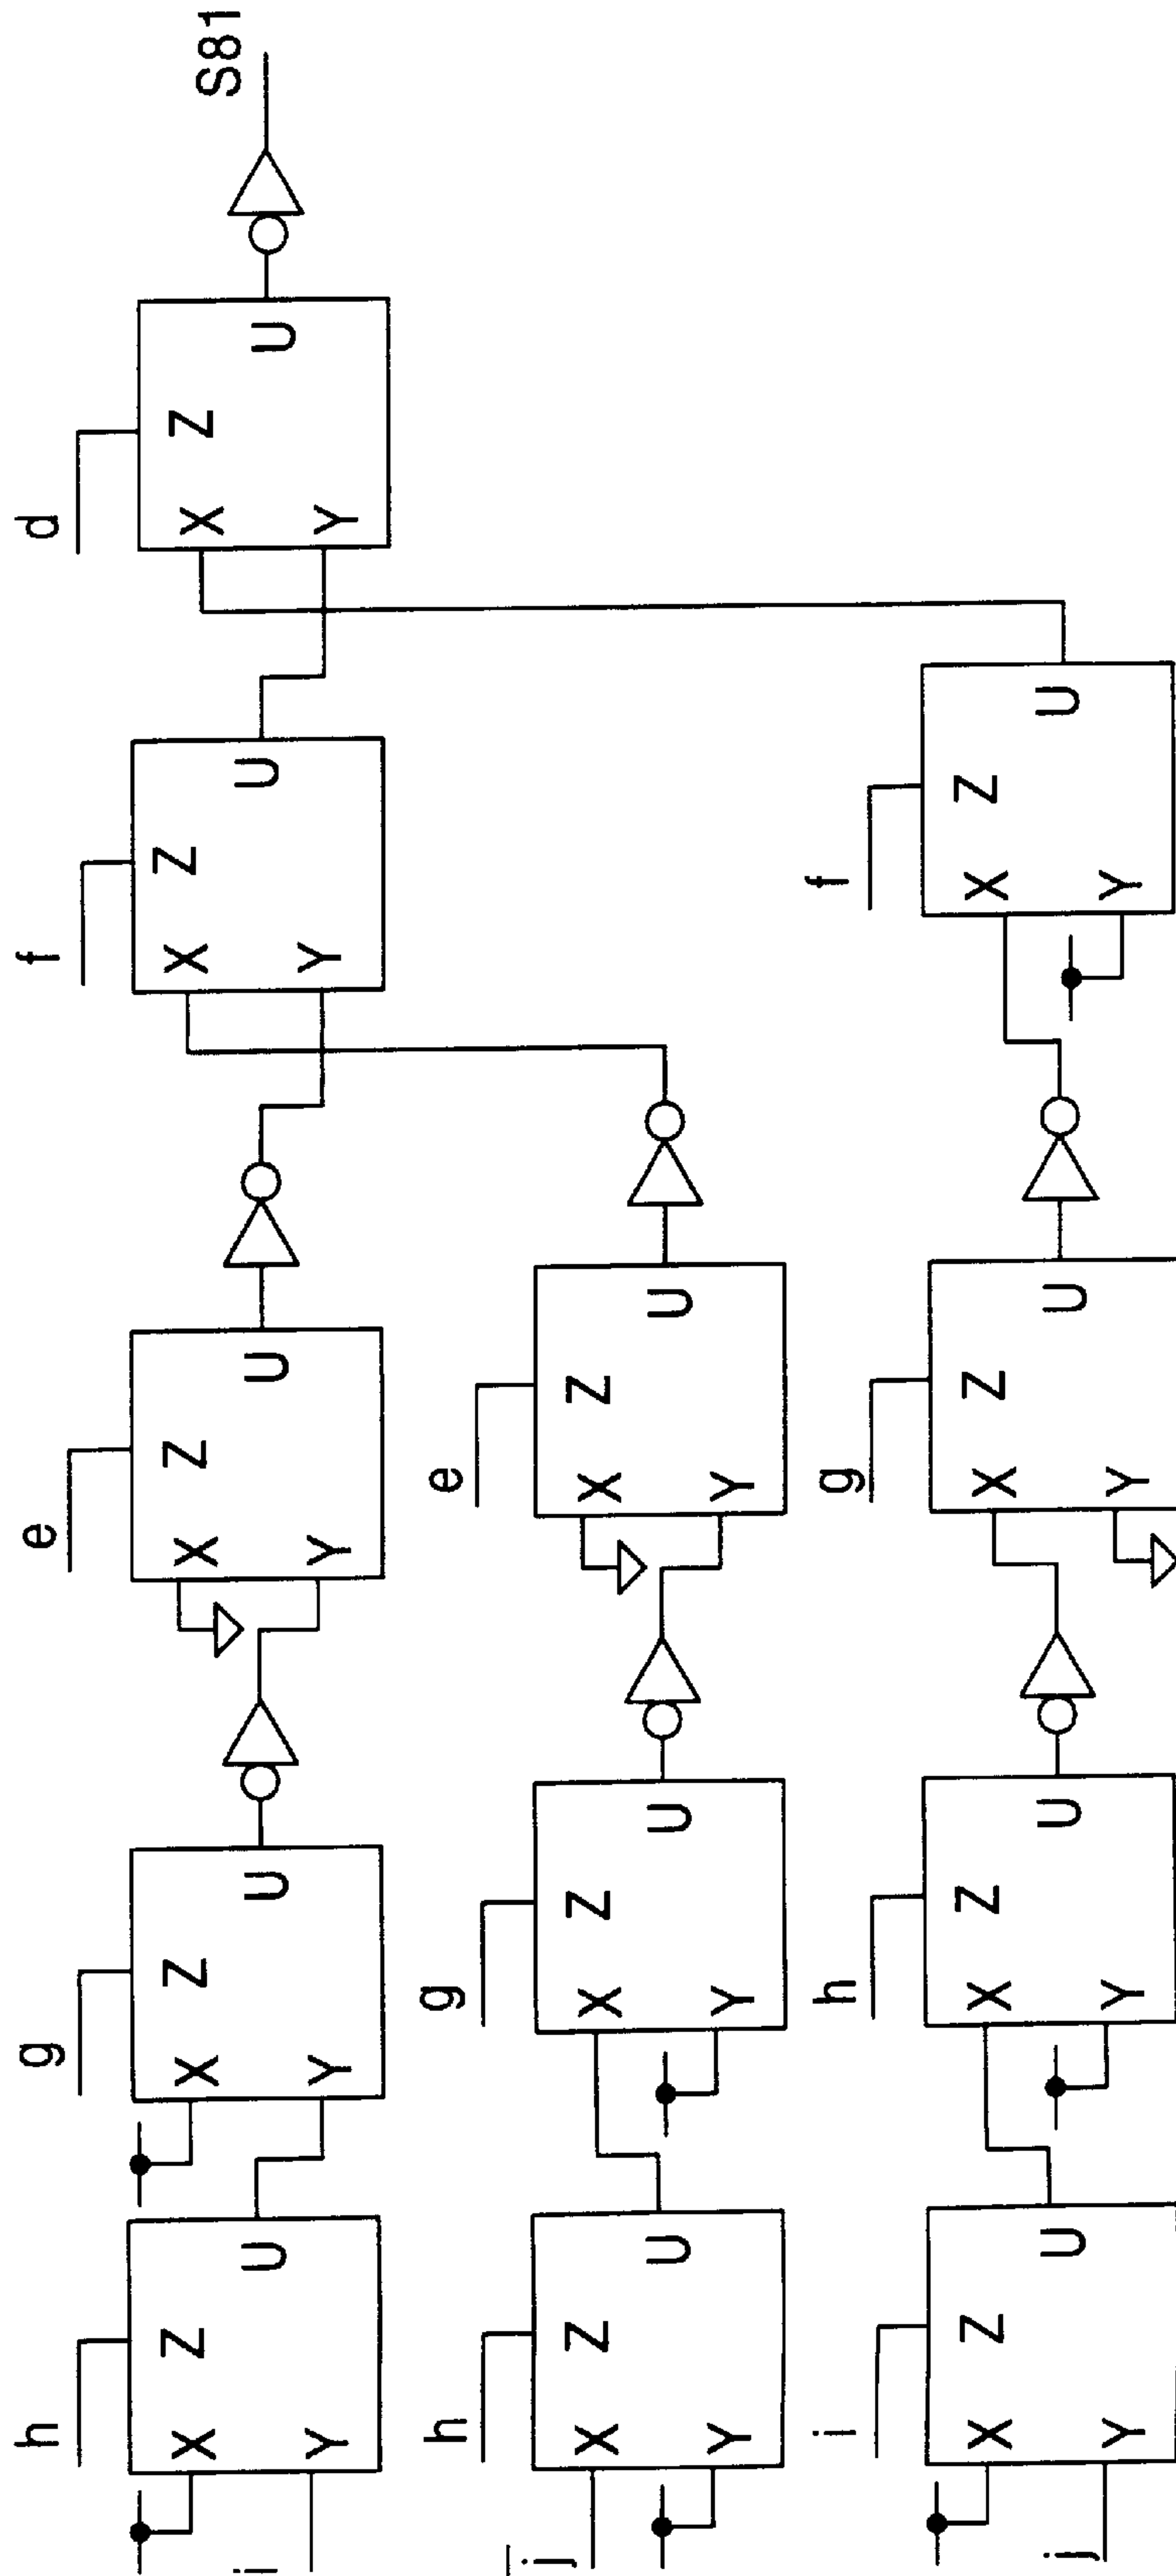 h g e f d
X Z X Z X Z X Z X Z S81
U U U U U
i Y Y Y Y Y
h g e
X Z X Z X Z
U U U
j̅ Y Y Y
i h g f
X Z X Z X Z X Z
U U U U
j Y Y Y Y